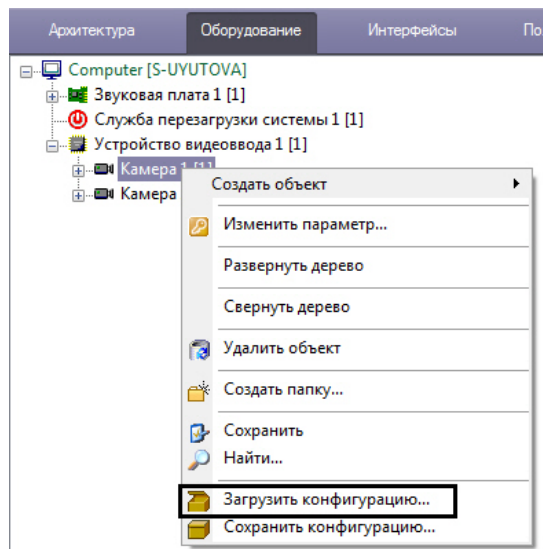 Архитектура Оборудование Интерфейсы По
Computer [S-UYUTOVA]
Звуковая плата 1 [1]
Служба перезагрузки системы 1 [1]
Устройство видеоввода 1 [1]
Камера 1 [1]
Камера
Создать объект
Изменить параметр...
Развернуть дерево
Свернуть дерево
Удалить объект
Создать папку...
Сохранить
Найти...
Загрузить конфигурацию...
Сохранить конфигурацию...